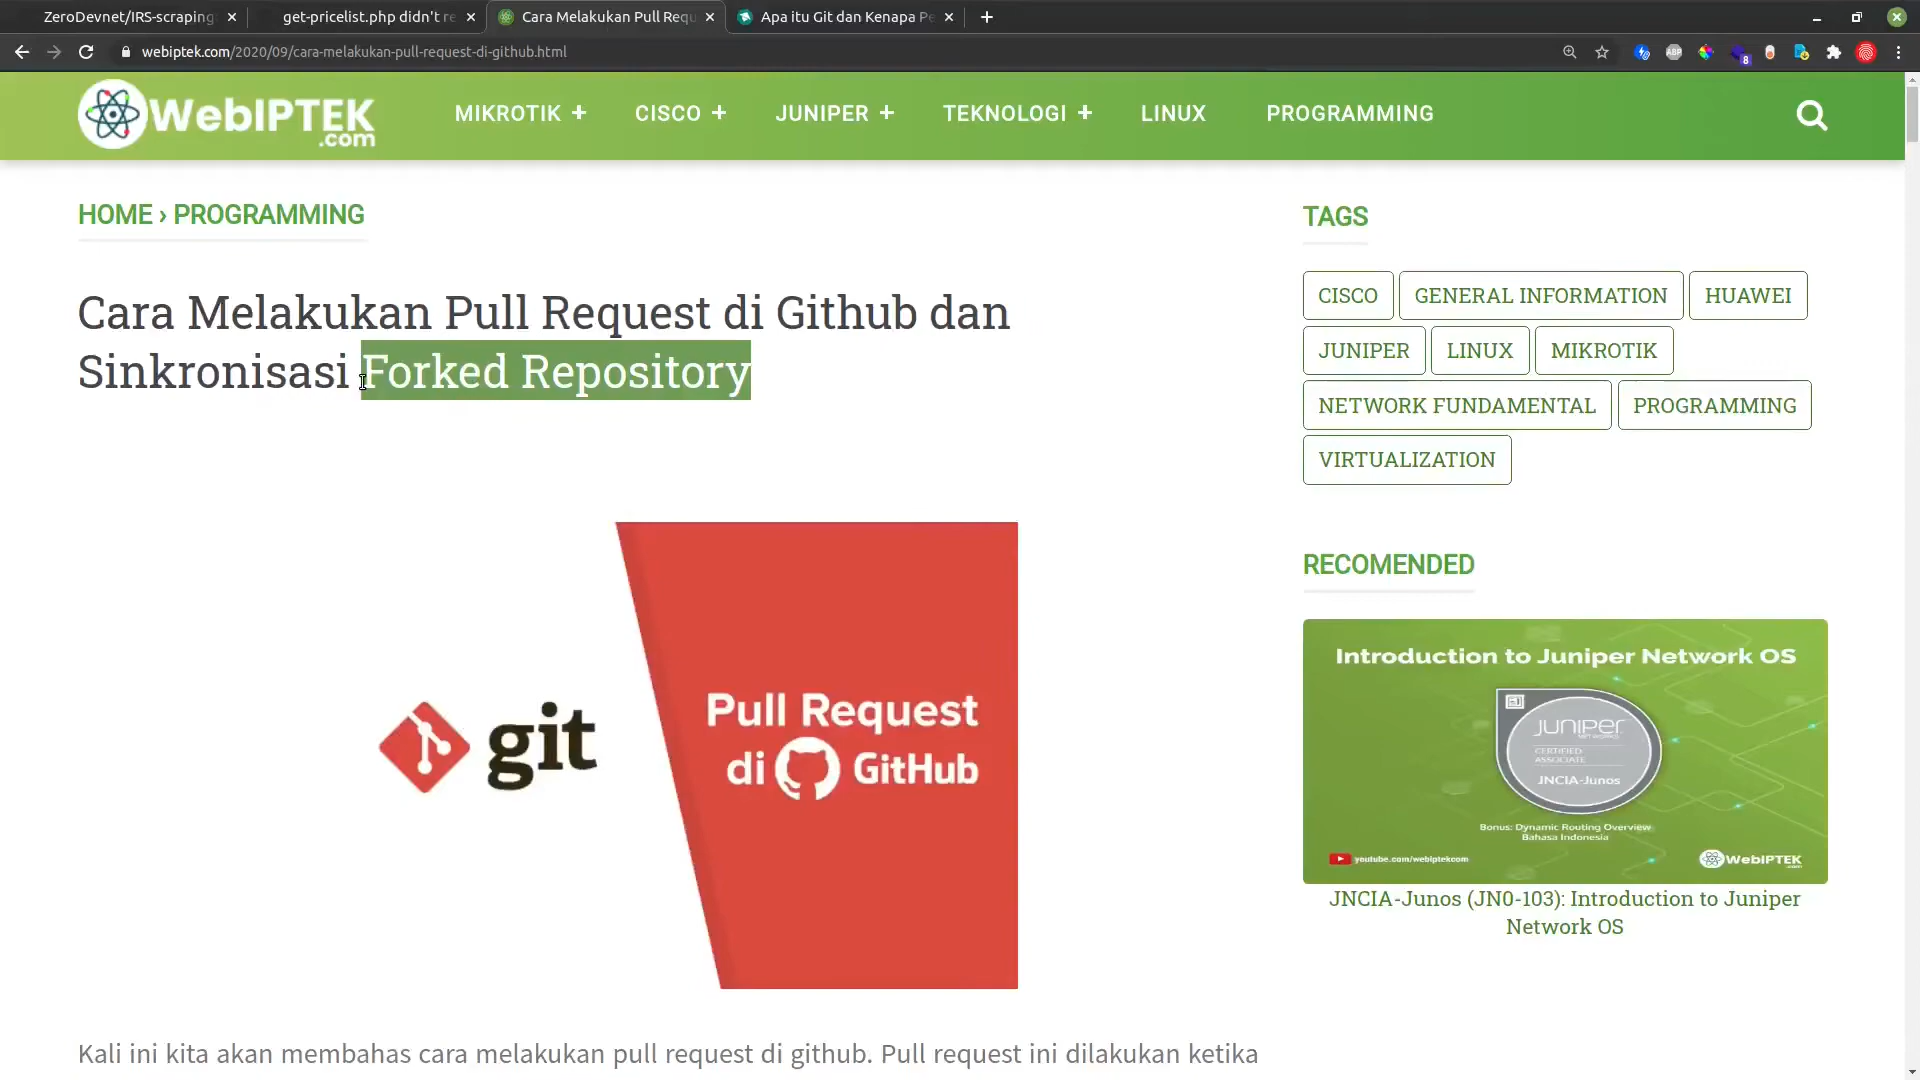 ZeroDevnet/IRS-scraping
get-pricelist.php didn't re
Cara Melakukan Pull Requ
Apa itu Git dan Kenapa Pe
webiptek.com/2020/09/cara-melakukan-pull-request-di-github.html
ABP
8
WebIPTEK
.com
MIKROTIK +
CISCO +
JUNIPER +
TEKNOLOGI +
LINUX
PROGRAMMING
HOME › PROGRAMMING
Cara Melakukan Pull Request di Github dan
Sinkronisasi Forked Repository
git
Pull Request
di GitHub
Kali ini kita akan membahas cara melakukan pull request di github. Pull request ini dilakukan ketika
TAGS
CISCO
GENERAL INFORMATION
HUAWEI
JUNIPER
LINUX
MIKROTIK
NETWORK FUNDAMENTAL
PROGRAMMING
VIRTUALIZATION
RECOMENDED
Introduction to Juniper Network OS
JUNIPER
CERTIFIED
ASSOCIATE
JNCIA-Junos
Bonus: Dynamic Routing Overview
Bahasa Indonesia
youtube.com/webiptekcom
WebIPTEK
JNCIA-Junos (JN0-103): Introduction to Juniper
Network OS